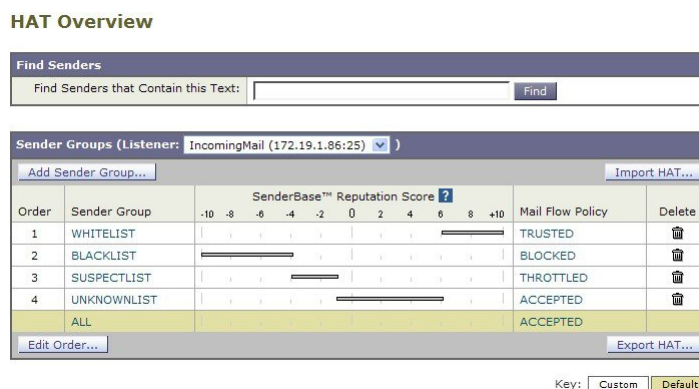 HAT Overview
Find Senders
Find Senders that Contain this Text: Find
Sender Groups (Listener: IncomingMail (172.19.1.86:25) )
Add Sender Group... Import HAT...
SenderBase™ Reputation Score ?
Order Sender Group -10 -8 -6 -4 -2 0 2 4 6 8 +10 Mail Flow Policy Delete
1 WHITELIST TRUSTED
2 BLACKLIST BLOCKED
3 SUSPECTLIST THROTTLED
4 UNKNOWNLIST ACCEPTED
ALL ACCEPTED
Edit Order... Export HAT...
Key: Custom Default